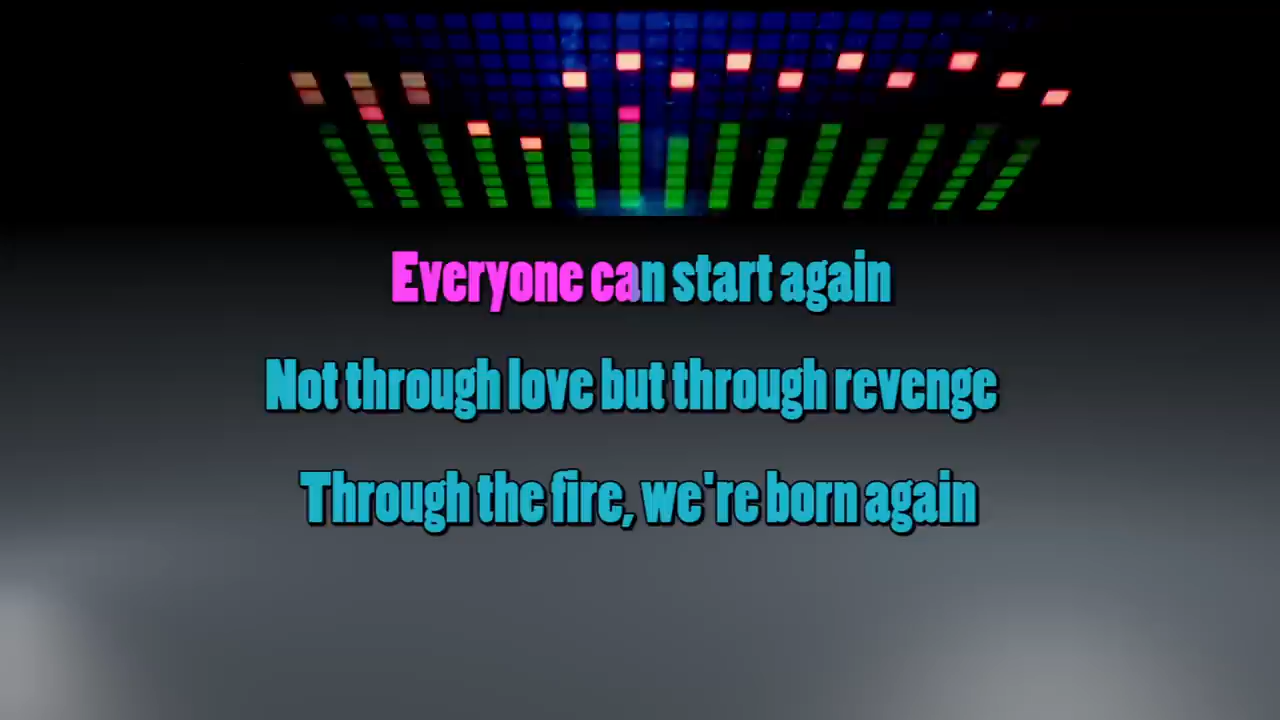 Everyone can start again
Not through love but through revenge
Through the fire, we're born again